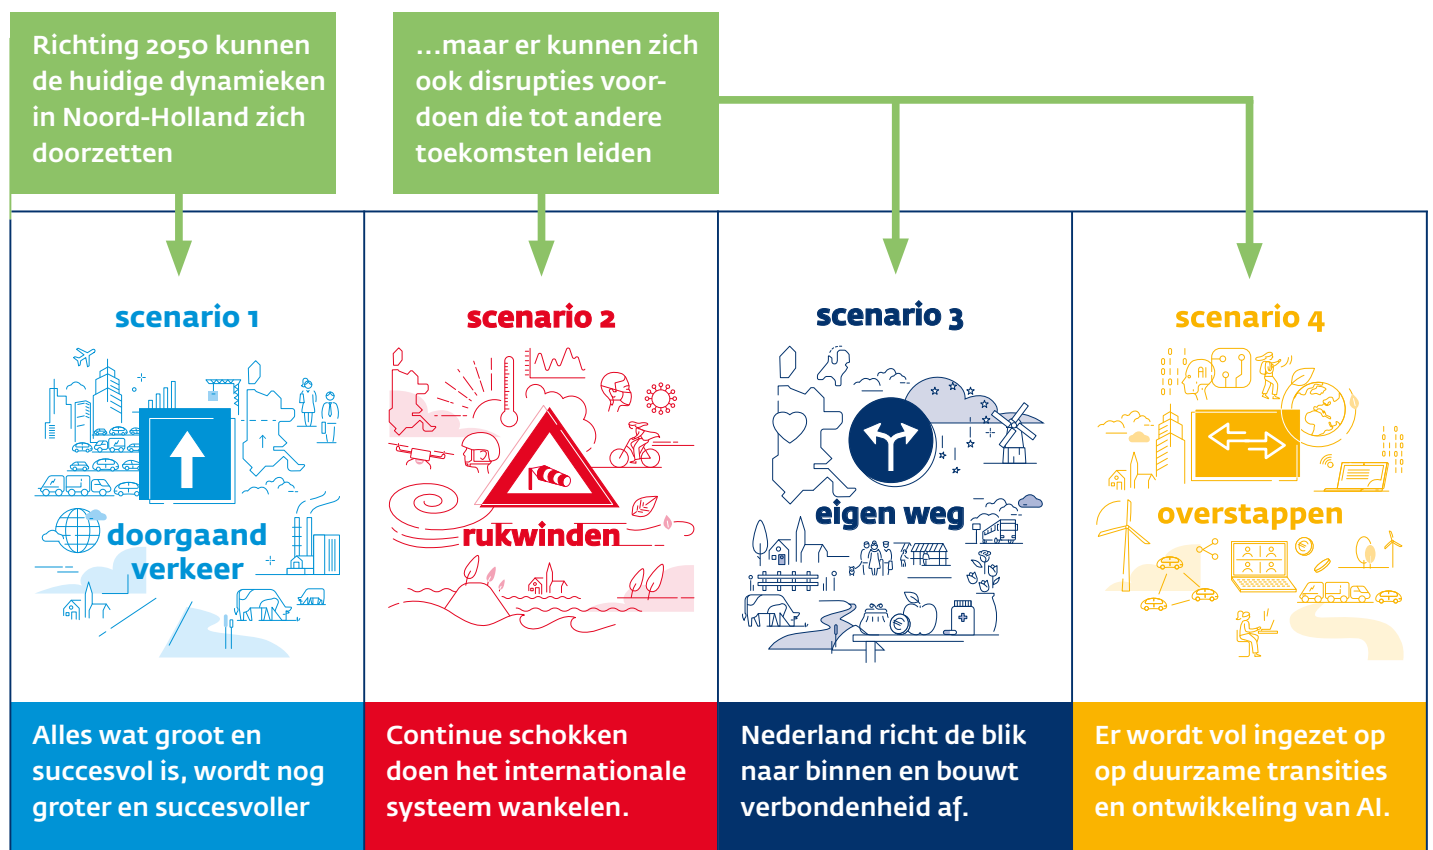 Richting 2050 kunnen
de huidige dynamieken
in Noord-Holland zich
doorzetten
...maar er kunnen zich
ook disrupties voor-
doen die tot andere
toekomsten leiden
scenario 1
doorgaand
verkeer
Alles wat groot en
succesvol is, wordt nog
groter en succesvoller
scenario 2
rukwinden
Continue schokken
doen het internationale
systeem wankelen.
scenario 3
eigen weg
Nederland richt de blik
naar binnen en bouwt
verbondenheid af.
scenario 4
AI
overstappen
Er wordt vol ingezet op
op duurzame transities
en ontwikkeling van AI.